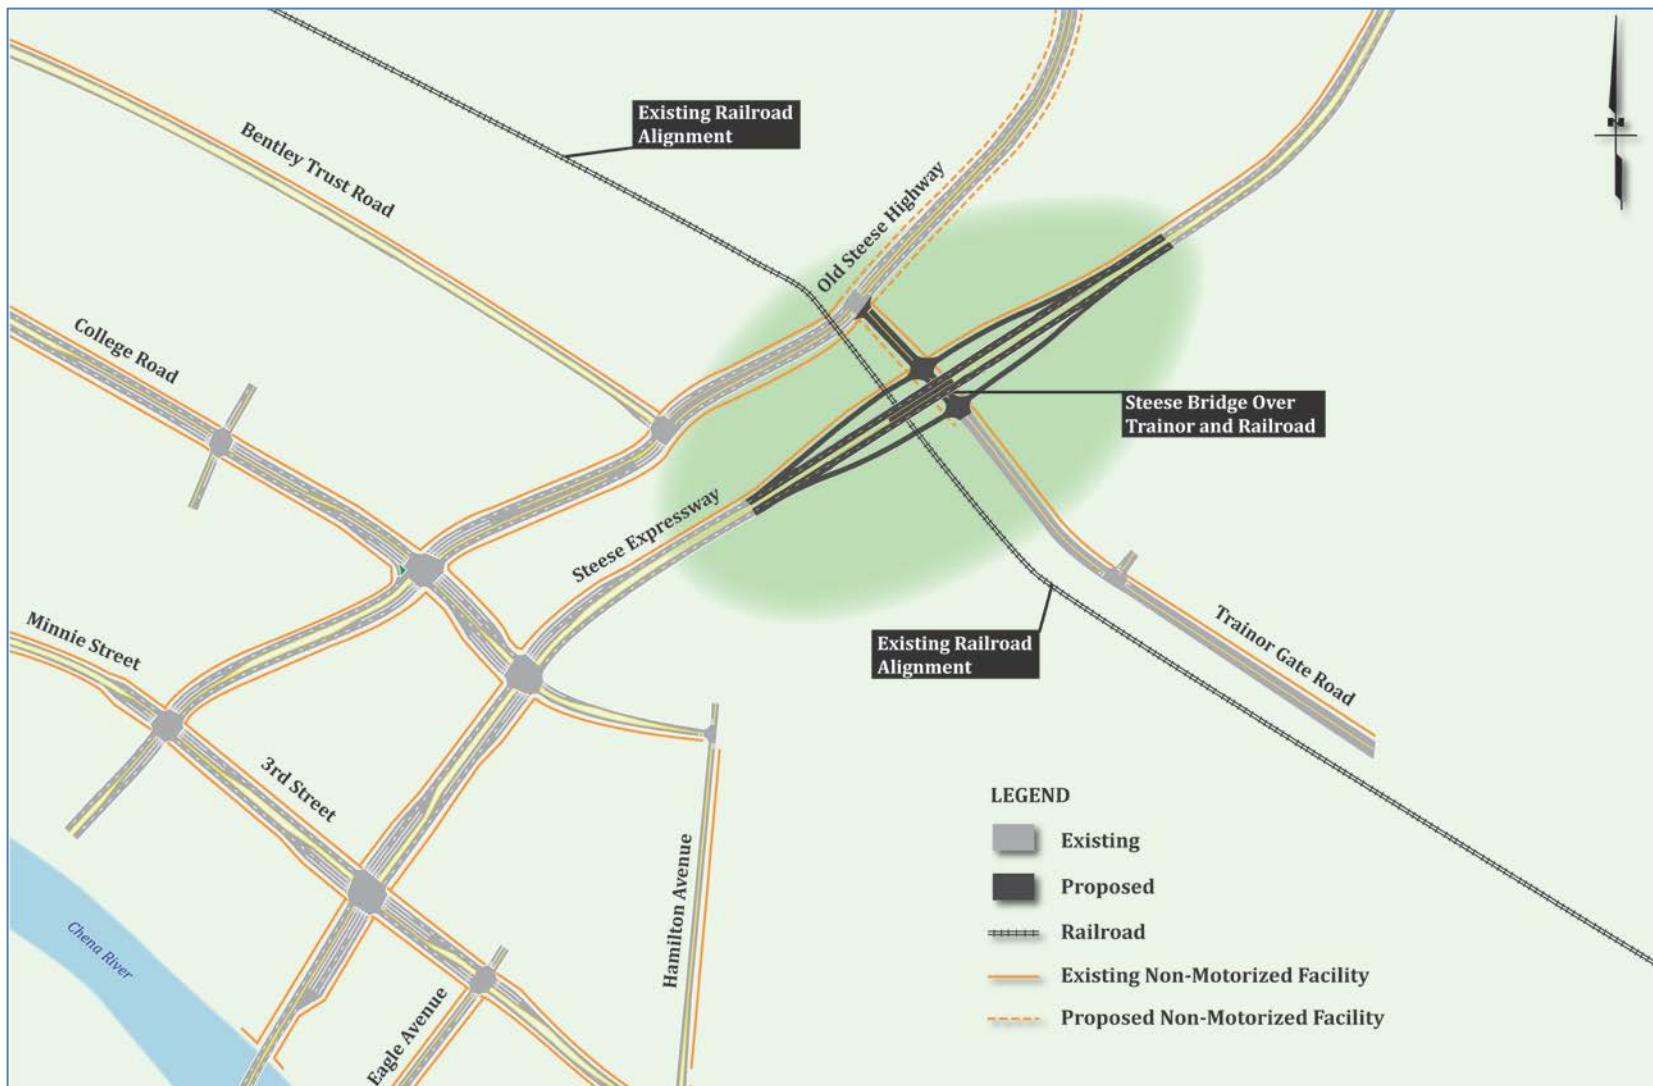 Existing Railroad
Alignment
Bentley Trust Road
Old Steese Highway
College Road
Steese Bridge Over
Trainor and Railroad
Steese Expressway
Minnie Street
Existing Railroad
Alignment
Trainor Gate Road
3rd Street
Chena River
Hamilton Avenue
Eagle Avenue
LEGEND
Existing
Proposed
Railroad
Existing Non-Motorized Facility
Proposed Non-Motorized Facility